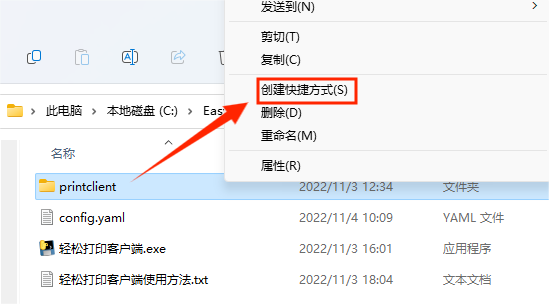 发送到(N)
剪切(T)
复制(C)
创建快捷方式(S)
删除(D)
重命名(M)
属性(R)
此电脑
本地磁盘 (C:)
名称
printclient 2022/11/3 12:34 文件夹
config.yaml 2022/11/4 10:09 YAML 文件
轻松打印客户端.exe 2022/11/3 16:01 应用程序
轻松打印客户端使用方法.txt 2022/11/3 18:04 文本文档